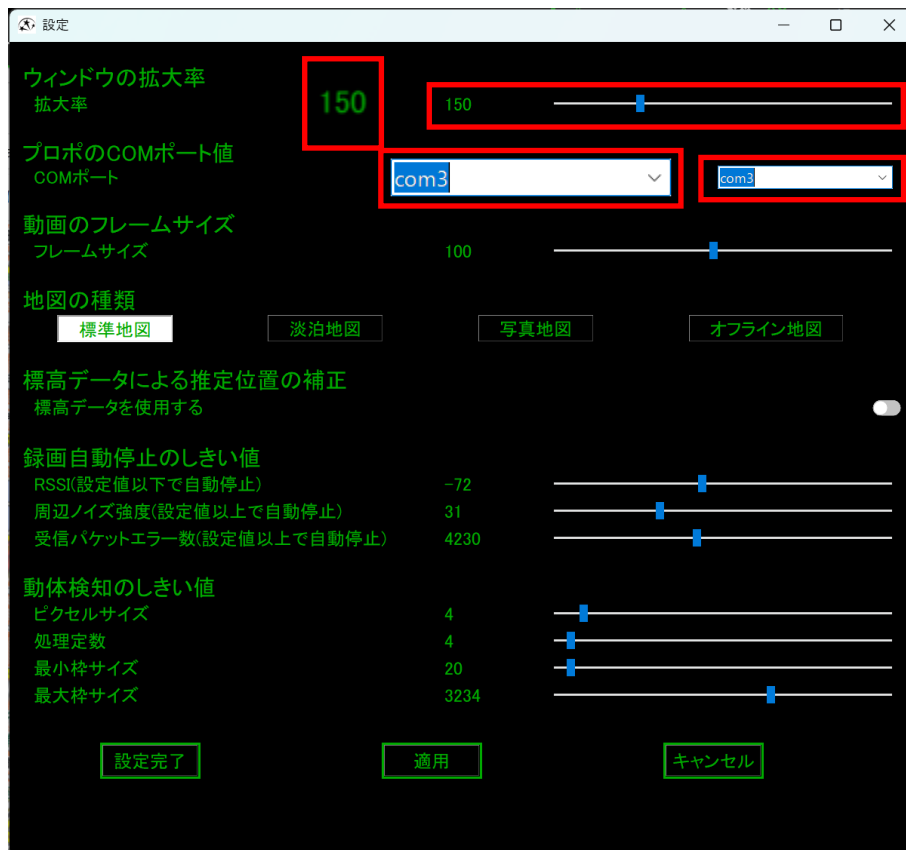 設定
ウィンドウの拡大率
拡大率 150 150
プロポのCOMポート値
COMポート com3 com3
動画のフレームサイズ
フレームサイズ 100
地図の種類
標準地図 淡泊地図 写真地図 オフライン地図
標高データによる推定位置の補正
標高データを使用する
録画自動停止のしきい値
RSSI(設定値以下で自動停止) -72
周辺ノイズ強度(設定値以上で自動停止) 31
受信パケットエラー数(設定値以上で自動停止) 4230
動体検知のしきい値
ピクセルサイズ 4
処理定数 4
最小枠サイズ 20
最大枠サイズ 3234
設定完了 適用 キャンセル